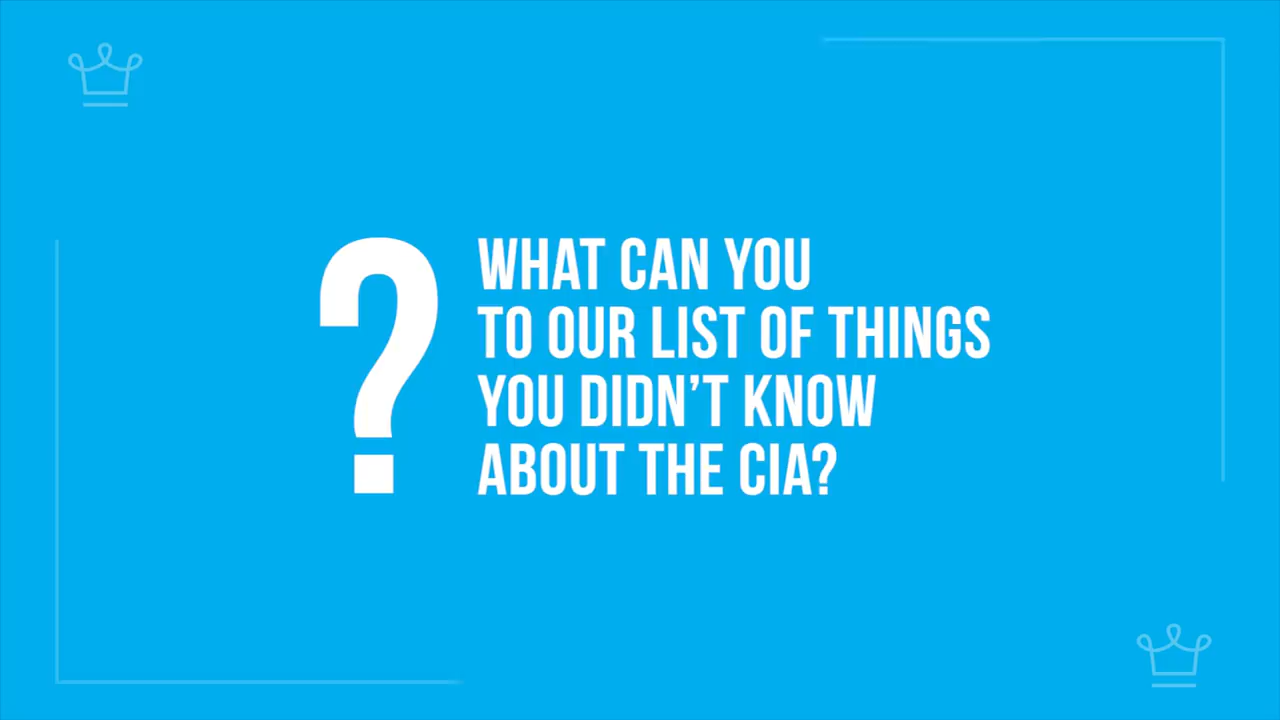 WHAT CAN YOU
TO OUR LIST OF THINGS
YOU DIDN’T KNOW
ABOUT THE CIA?